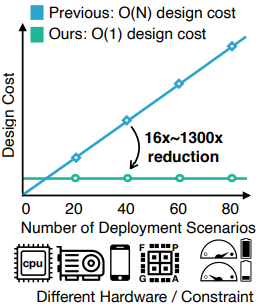 Previous: O(N) design cost
Ours: O(1) design cost
Design Cost
16x~1300x
reduction
0 20 40 60 80
Number of Deployment Scenarios
cpu
F P
G A
Different Hardware / Constraint